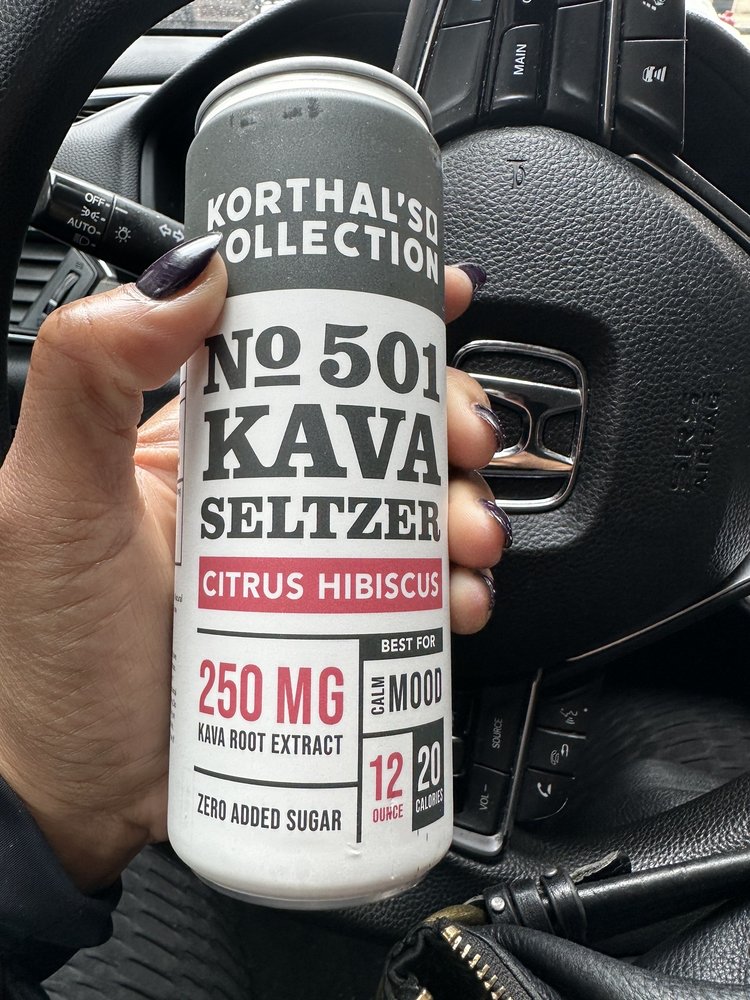 MAIN
OFF
AUTO
KORTHAL'S
COLLECTION
No 501
KAVA
SELTZER
CITRUS HIBISCUS
250 MG
KAVA ROOT EXTRACT
ZERO ADDED SUGAR
BEST FOR
CALM MOOD
12
OUNCE
20
CALORIES
SRS
AIRBAG
SOURCE
VOL −